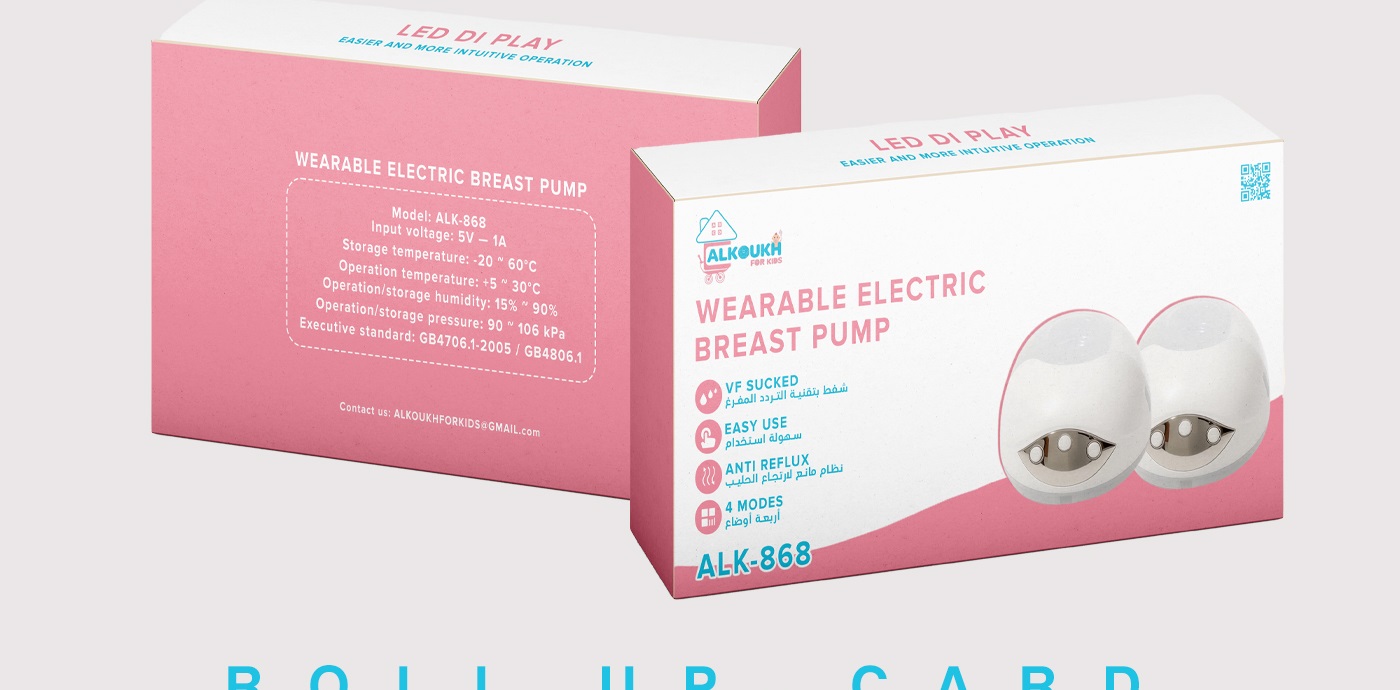 LED DI PLAY
EASIER AND MORE INTUITIVE OPERATION
WEARABLE ELECTRIC BREAST PUMP
Model: ALK-868
Input voltage: 5V — 1A
Storage temperature: -20 ~ 60°C
Operation temperature: +5 ~ 30°C
Operation/storage humidity: 15% ~ 90%
Operation/storage pressure: 90 ~ 106 kPa
Executive standard: GB4706.1-2005 / GB4806.1
Contact us: ALKOUKHFORKIDS@GMAIL.com
LED DI PLAY
EASIER AND MORE INTUITIVE OPERATION
ALKOUKH
FOR KIDS
WEARABLE ELECTRIC
BREAST PUMP
VF SUCKED
شفط بتقنية التردد المفرغ
EASY USE
سهولة استخدام
ANTI REFLUX
نظام مانع لارتجاع الحليب
4 MODES
أربعة أوضاع
ALK-868
ROLL UP CARD